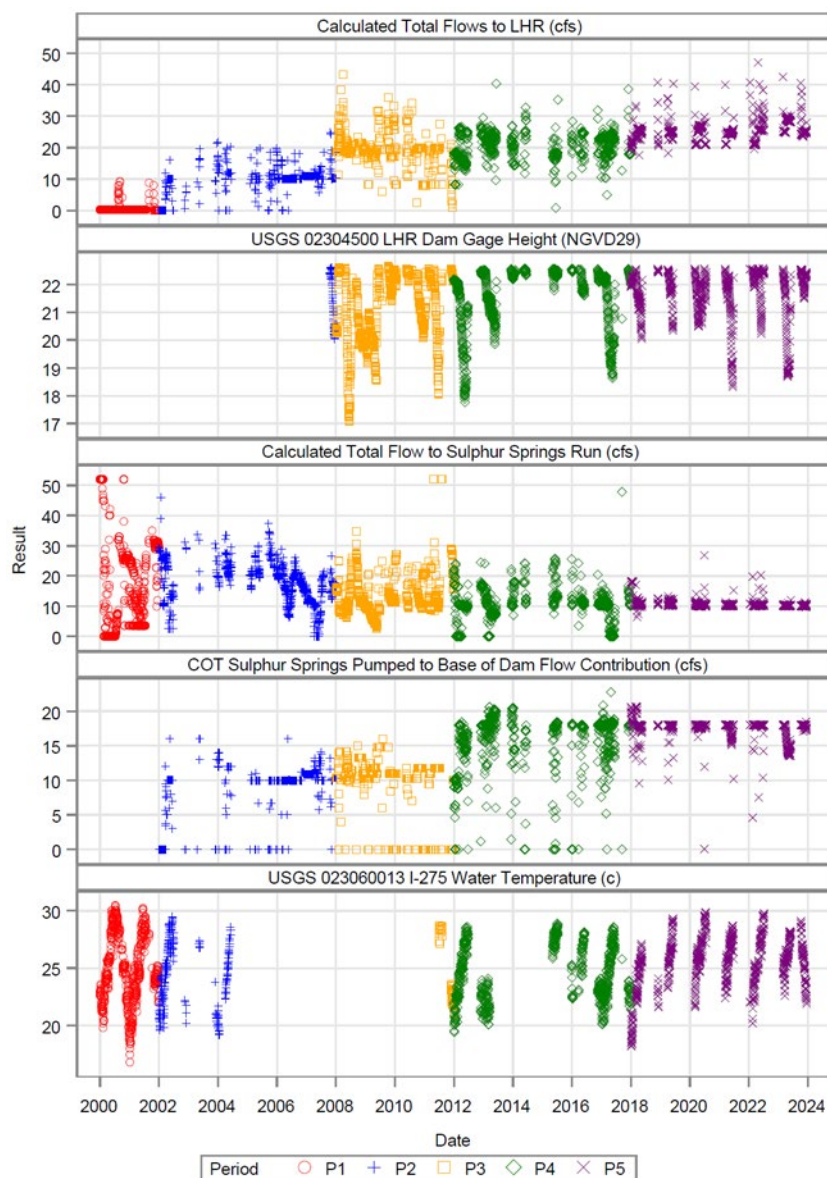 Calculated Total Flows to LHR (cfs)
50
40
30
20
10
0
USGS 02304500 LHR Dam Gage Height (NGVD29)
22
21
20
19
18
17
Calculated Total Flow to Sulphur Springs Run (cfs)
50
40
30
20
10
0
Result
COT Sulphur Springs Pumped to Base of Dam Flow Contribution (cfs)
20
15
10
5
0
USGS 023060013 I-275 Water Temperature (c)
30
25
20
2000 2002 2004 2006 2008 2010 2012 2014 2016 2018 2020 2022 2024
Date
Period P1 P2 P3 P4 P5